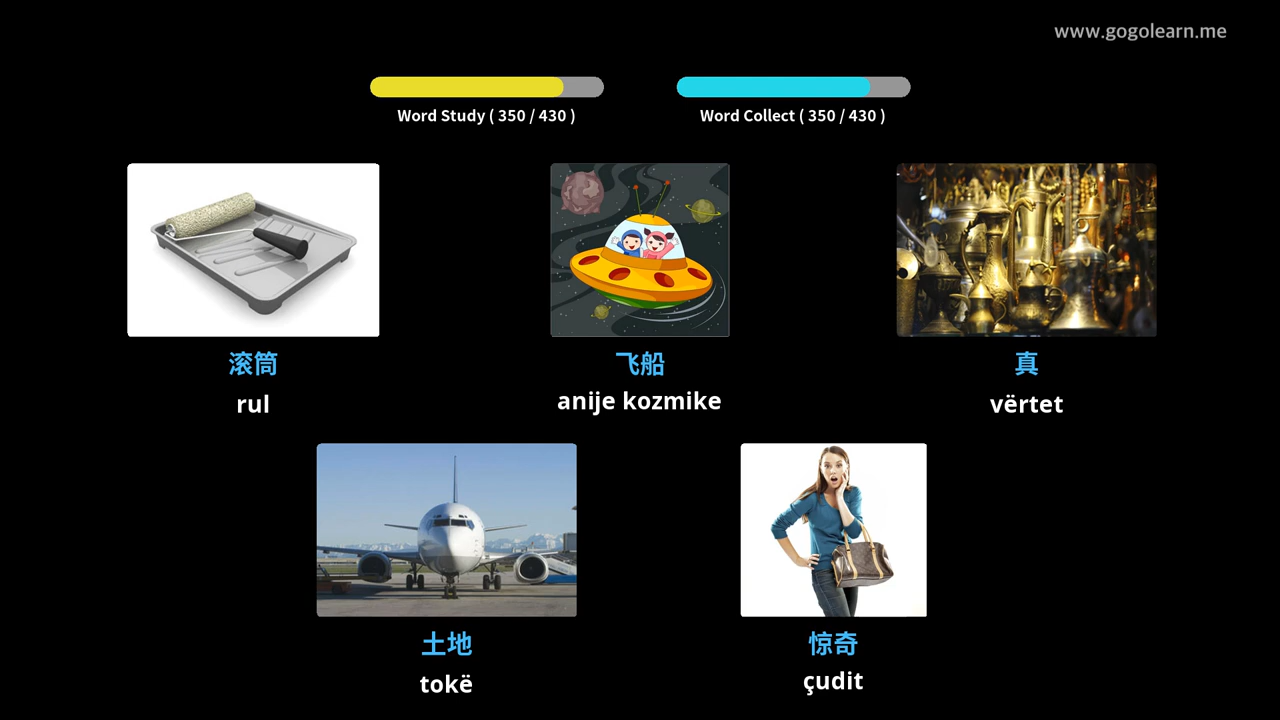 www.gogolearn.me
Word Study ( 350 / 430 )
Word Collect ( 350 / 430 )
滚筒
rul
飞船
anije kozmike
真
vërtet
土地
tokë
惊奇
çudit